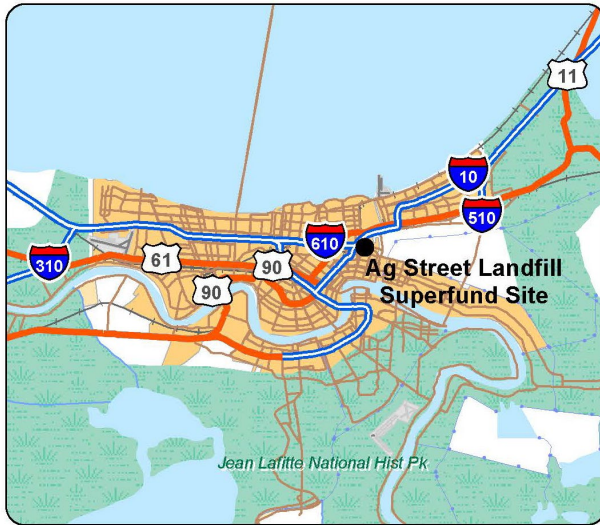 11
10
510
610
310
61
90
90
Ag Street Landfill
Superfund Site
Jean Lafitte National Hist Pk